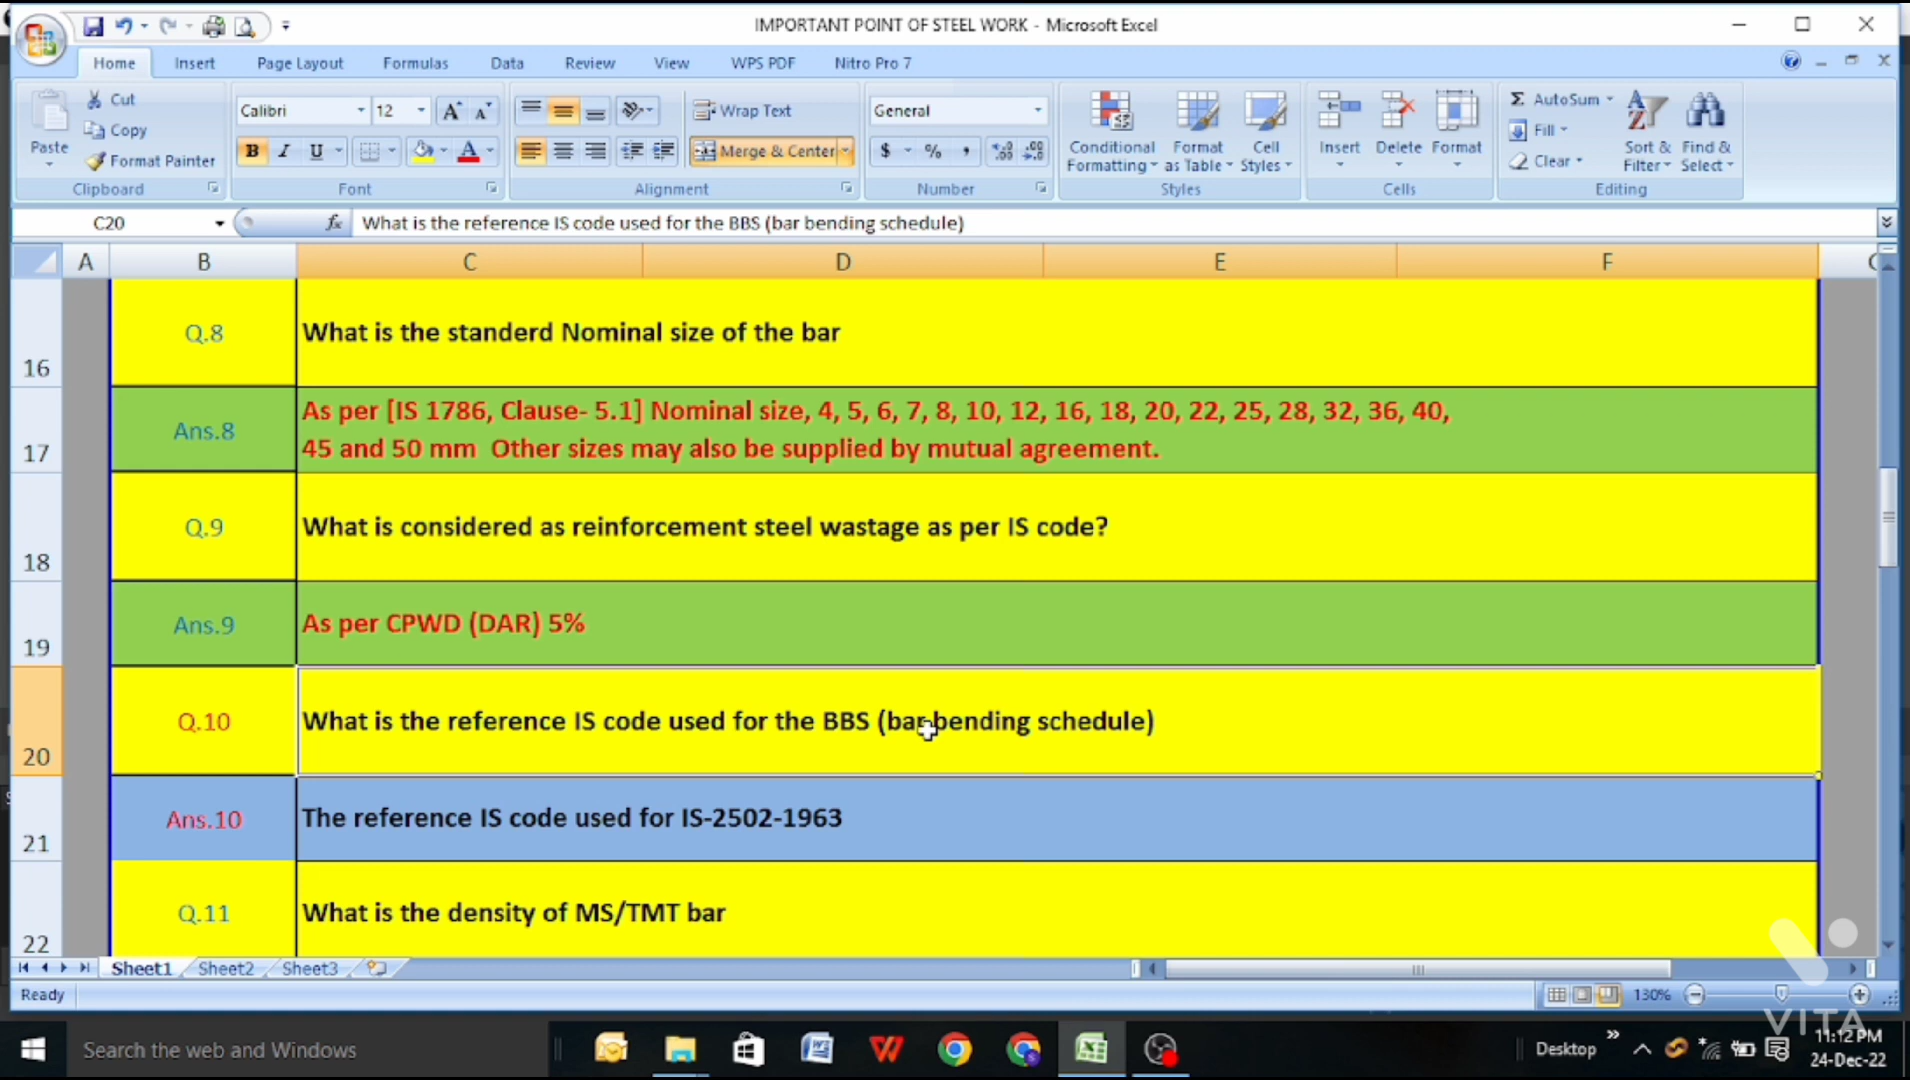 IMPORTANT POINT OF STEEL WORK - Microsoft Excel
Home Insert Page Layout Formulas Data Review View WPS PDF Nitro Pro 7
Paste
Cut
Copy
Format Painter
Clipboard
Calibri 12
B I U
Font
Wrap Text
Merge & Center
Alignment
General
$ % ,
Number
Conditional Formatting
Format as Table
Cell Styles
Styles
Insert
Delete
Format
Cells
Σ AutoSum
Fill
Clear
Sort & Filter
Find & Select
Editing
C20 fx What is the reference IS code used for the BBS (bar bending schedule)
A B C D E F
16 Q.8 What is the standerd Nominal size of the bar
17 Ans.8 As per [IS 1786, Clause- 5.1] Nominal size, 4, 5, 6, 7, 8, 10, 12, 16, 18, 20, 22, 25, 28, 32, 36, 40,
45 and 50 mm Other sizes may also be supplied by mutual agreement.
18 Q.9 What is considered as reinforcement steel wastage as per IS code?
19 Ans.9 As per CPWD (DAR) 5%
20 Q.10 What is the reference IS code used for the BBS (bar bending schedule)
21 Ans.10 The reference IS code used for IS-2502-1963
22 Q.11 What is the density of MS/TMT bar
Sheet1 Sheet2 Sheet3
Ready 130%
VITA
Search the web and Windows
Desktop
11:12 PM
24-Dec-22